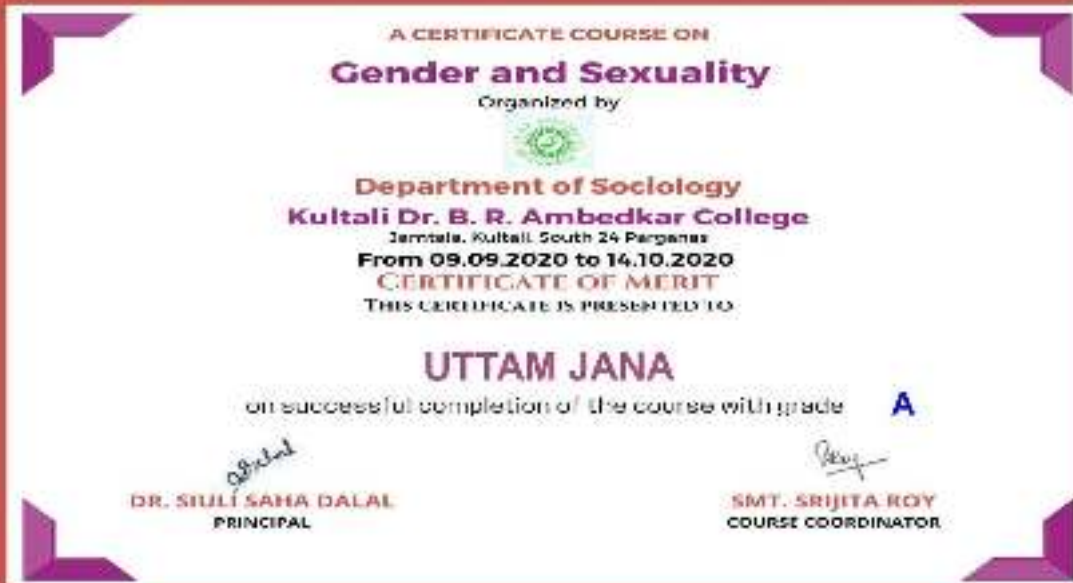 A CERTIFICATE COURSE ON
Gender and Sexuality
Organized by
Department of Sociology
Kultali Dr. B. R. Ambedkar College
Jamtala, Kultali, South 24 Parganas
From 09.09.2020 to 14.10.2020
CERTIFICATE OF MERIT
THIS CERTIFICATE IS PRESENTED TO
UTTAM JANA
on successful completion of the course with grade A
DR. SIULI SAHA DALAL
PRINCIPAL
SMT. SRIJITA ROY
COURSE COORDINATOR